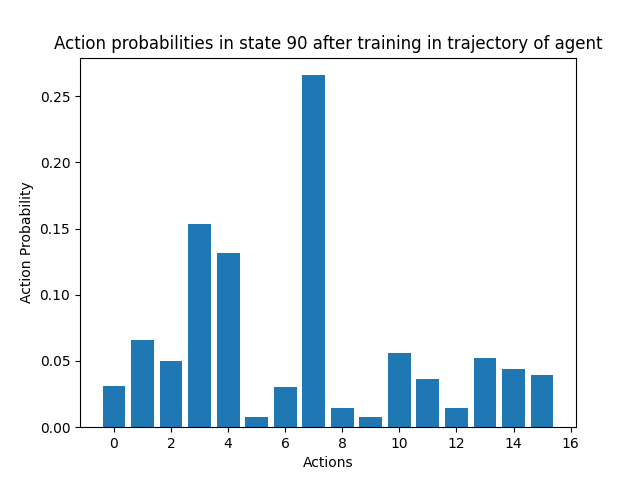 Action probabilities in state 90 after training in trajectory of agent
0.25
0.20
0.15
0.10
0.05
0.00
Action Probability
0 2 4 6 8 10 12 14 16
Actions